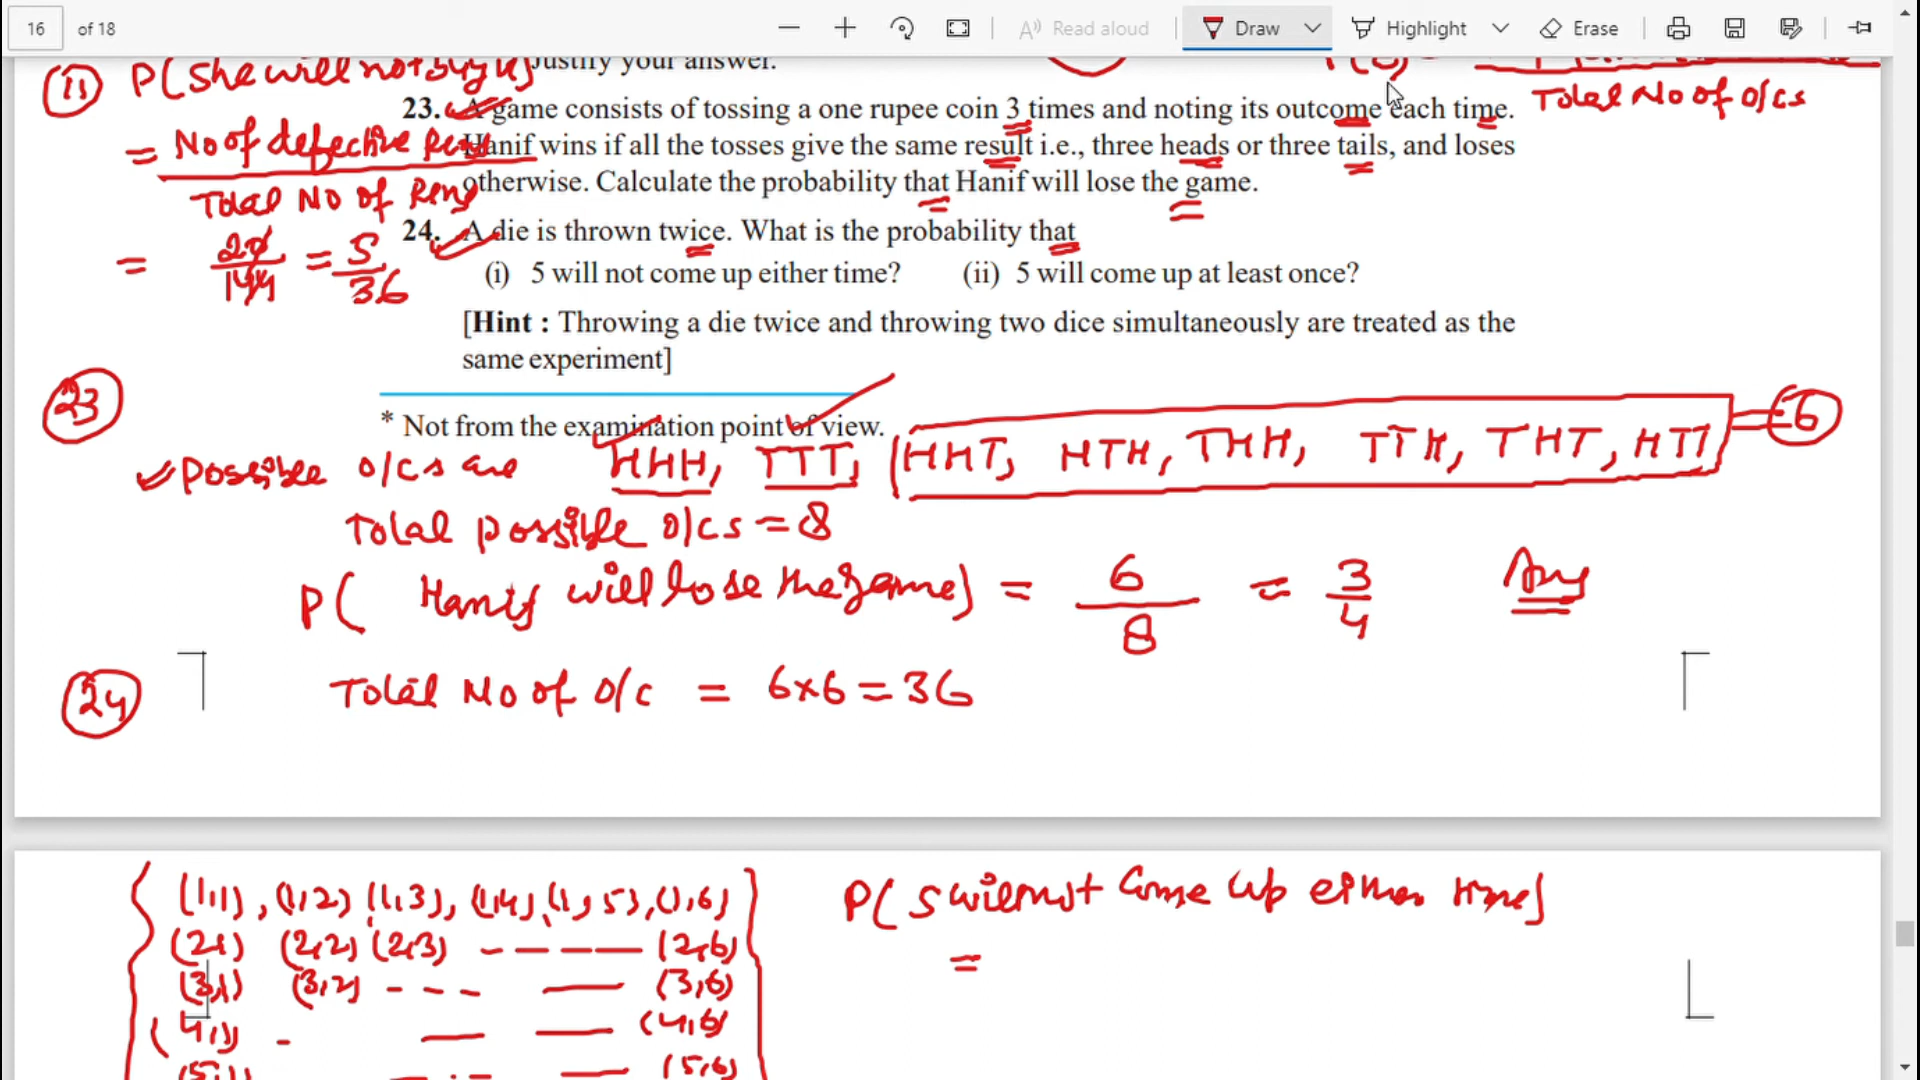 16 of 18 Read aloud Draw Highlight Erase
(ii) P(She will not buy it) Justify your answer.
Total No of O/Cs
= No of defective Pens
Total No of Pens
= 20/144 = 5/36
23. A game consists of tossing a one rupee coin 3 times and noting its outcome each time.
Hanif wins if all the tosses give the same result i.e., three heads or three tails, and loses
otherwise. Calculate the probability that Hanif will lose the game.
24. A die is thrown twice. What is the probability that
(i) 5 will not come up either time? (ii) 5 will come up at least once?
[Hint : Throwing a die twice and throwing two dice simultaneously are treated as the
same experiment]
* Not from the examination point of view.
23
Possible O/Cs are HHH, TTT, HHT, HTH, THH, TTH, THT, HTT = 6
Total possible O/Cs = 8
P( Hanif will lose the game) = 6/8 = 3/4 Ans
24 Total No of O/C = 6×6 = 36
(1,1), (1,2) (1,3), (1,4), (1,5), (1,6)
(2,1) (2,2) (2,3) - - - - (2,6)
(3,1) (3,2) - - - — (3,6)
(4,1) - — — (4,6)
(5,1) — - - — (5,6)
P(5 will not come up either time)
=